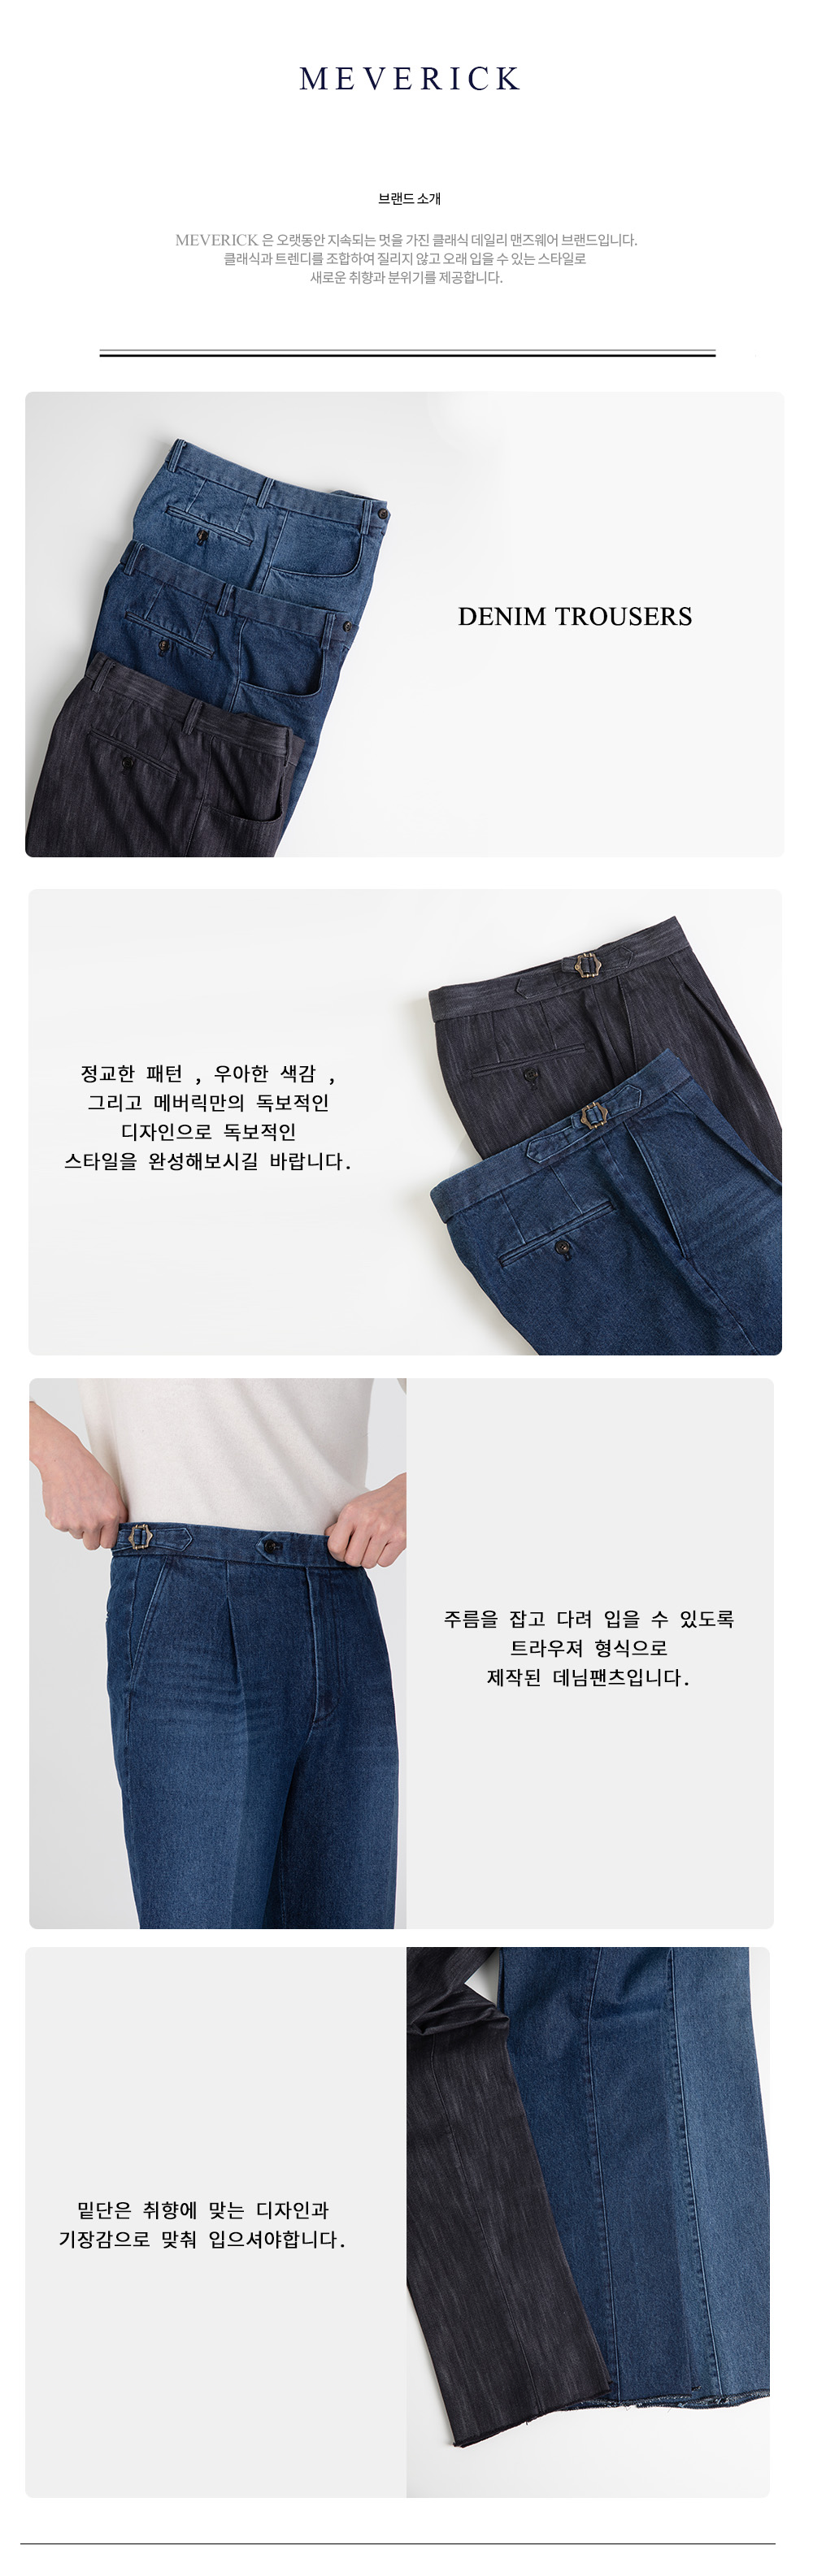 MEVERICK
브랜드 소개
MEVERICK 은 오랫동안 지속되는 멋을 가진 클래식 데일리 맨즈웨어 브랜드입니다.
클래식과 트렌디를 조합하여 질리지 않고 오래 입을 수 있는 스타일로
새로운 취향과 분위기를 제공합니다.
DENIM TROUSERS
정교한 패턴 , 우아한 색감 ,
그리고 메버릭만의 독보적인
디자인으로 독보적인
스타일을 완성해보시길 바랍니다.
주름을 잡고 다려 입을 수 있도록
트라우져 형식으로
제작된 데님팬츠입니다.
밑단은 취향에 맞는 디자인과
기장감으로 맞춰 입으셔야합니다.